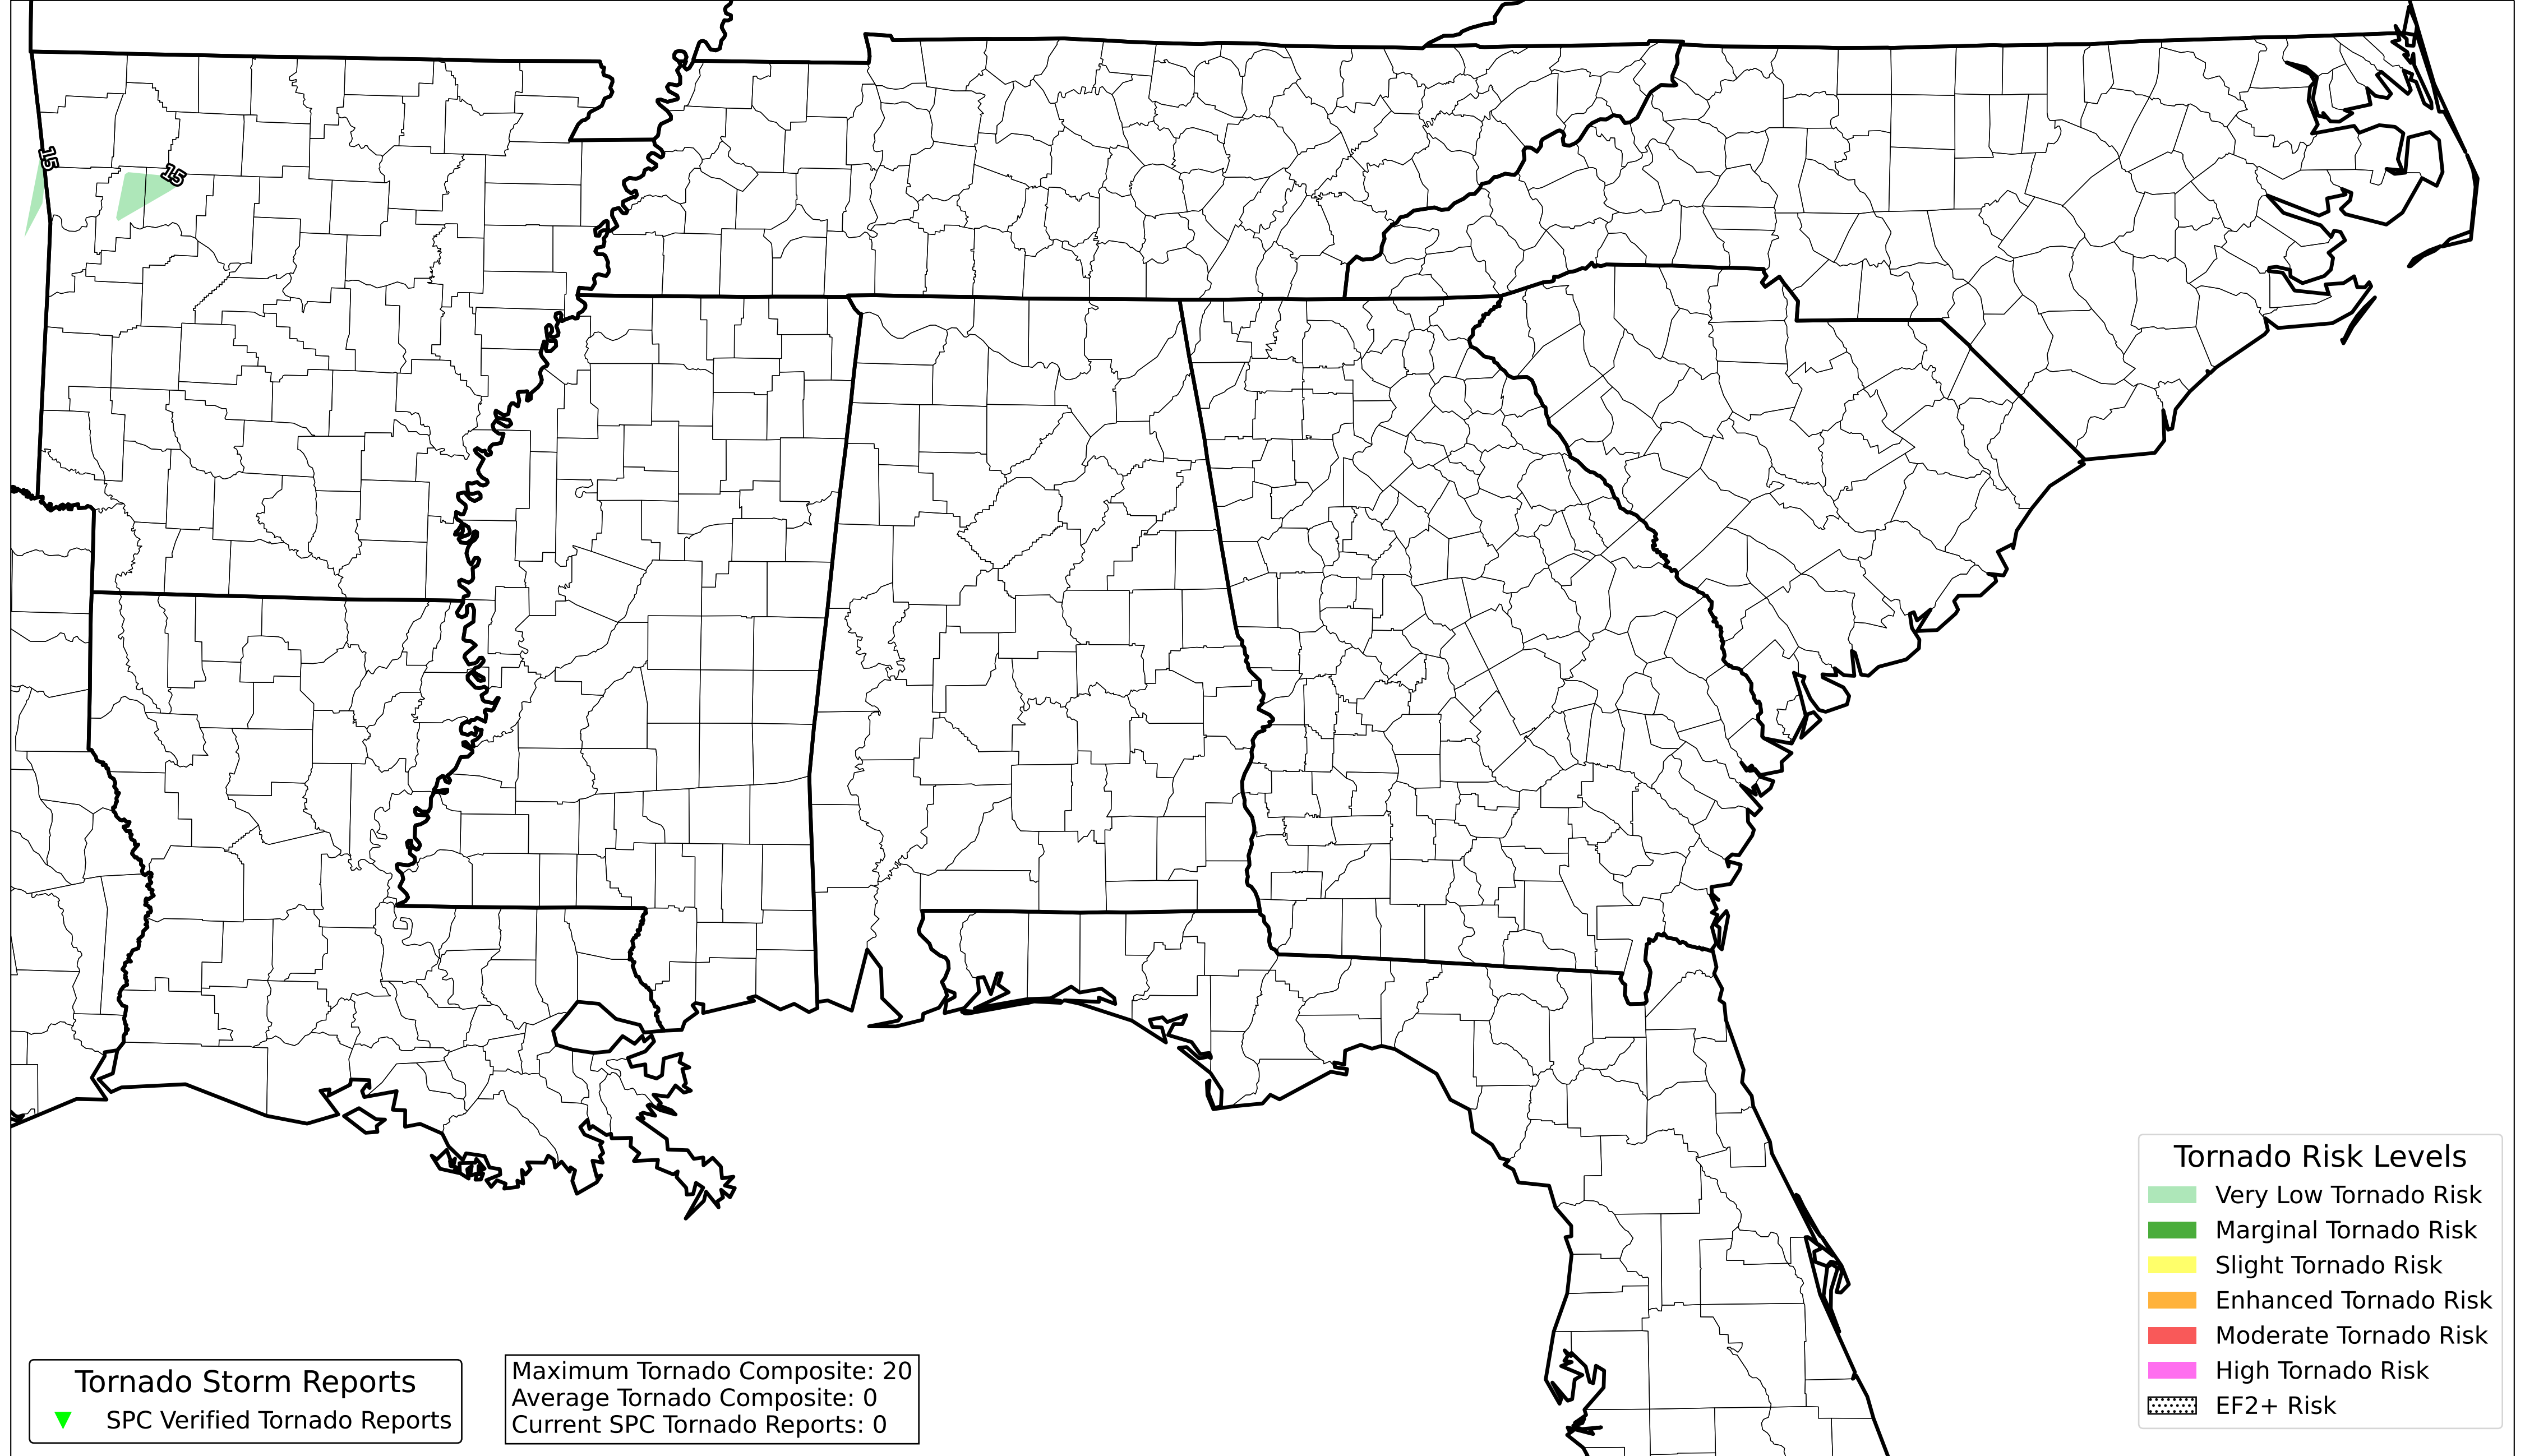 15
15
Tornado Risk Levels
Very Low Tornado Risk
Marginal Tornado Risk
Slight Tornado Risk
Enhanced Tornado Risk
Moderate Tornado Risk
High Tornado Risk
EF2+ Risk
Tornado Storm Reports
SPC Verified Tornado Reports
Maximum Tornado Composite: 20
Average Tornado Composite: 0
Current SPC Tornado Reports: 0